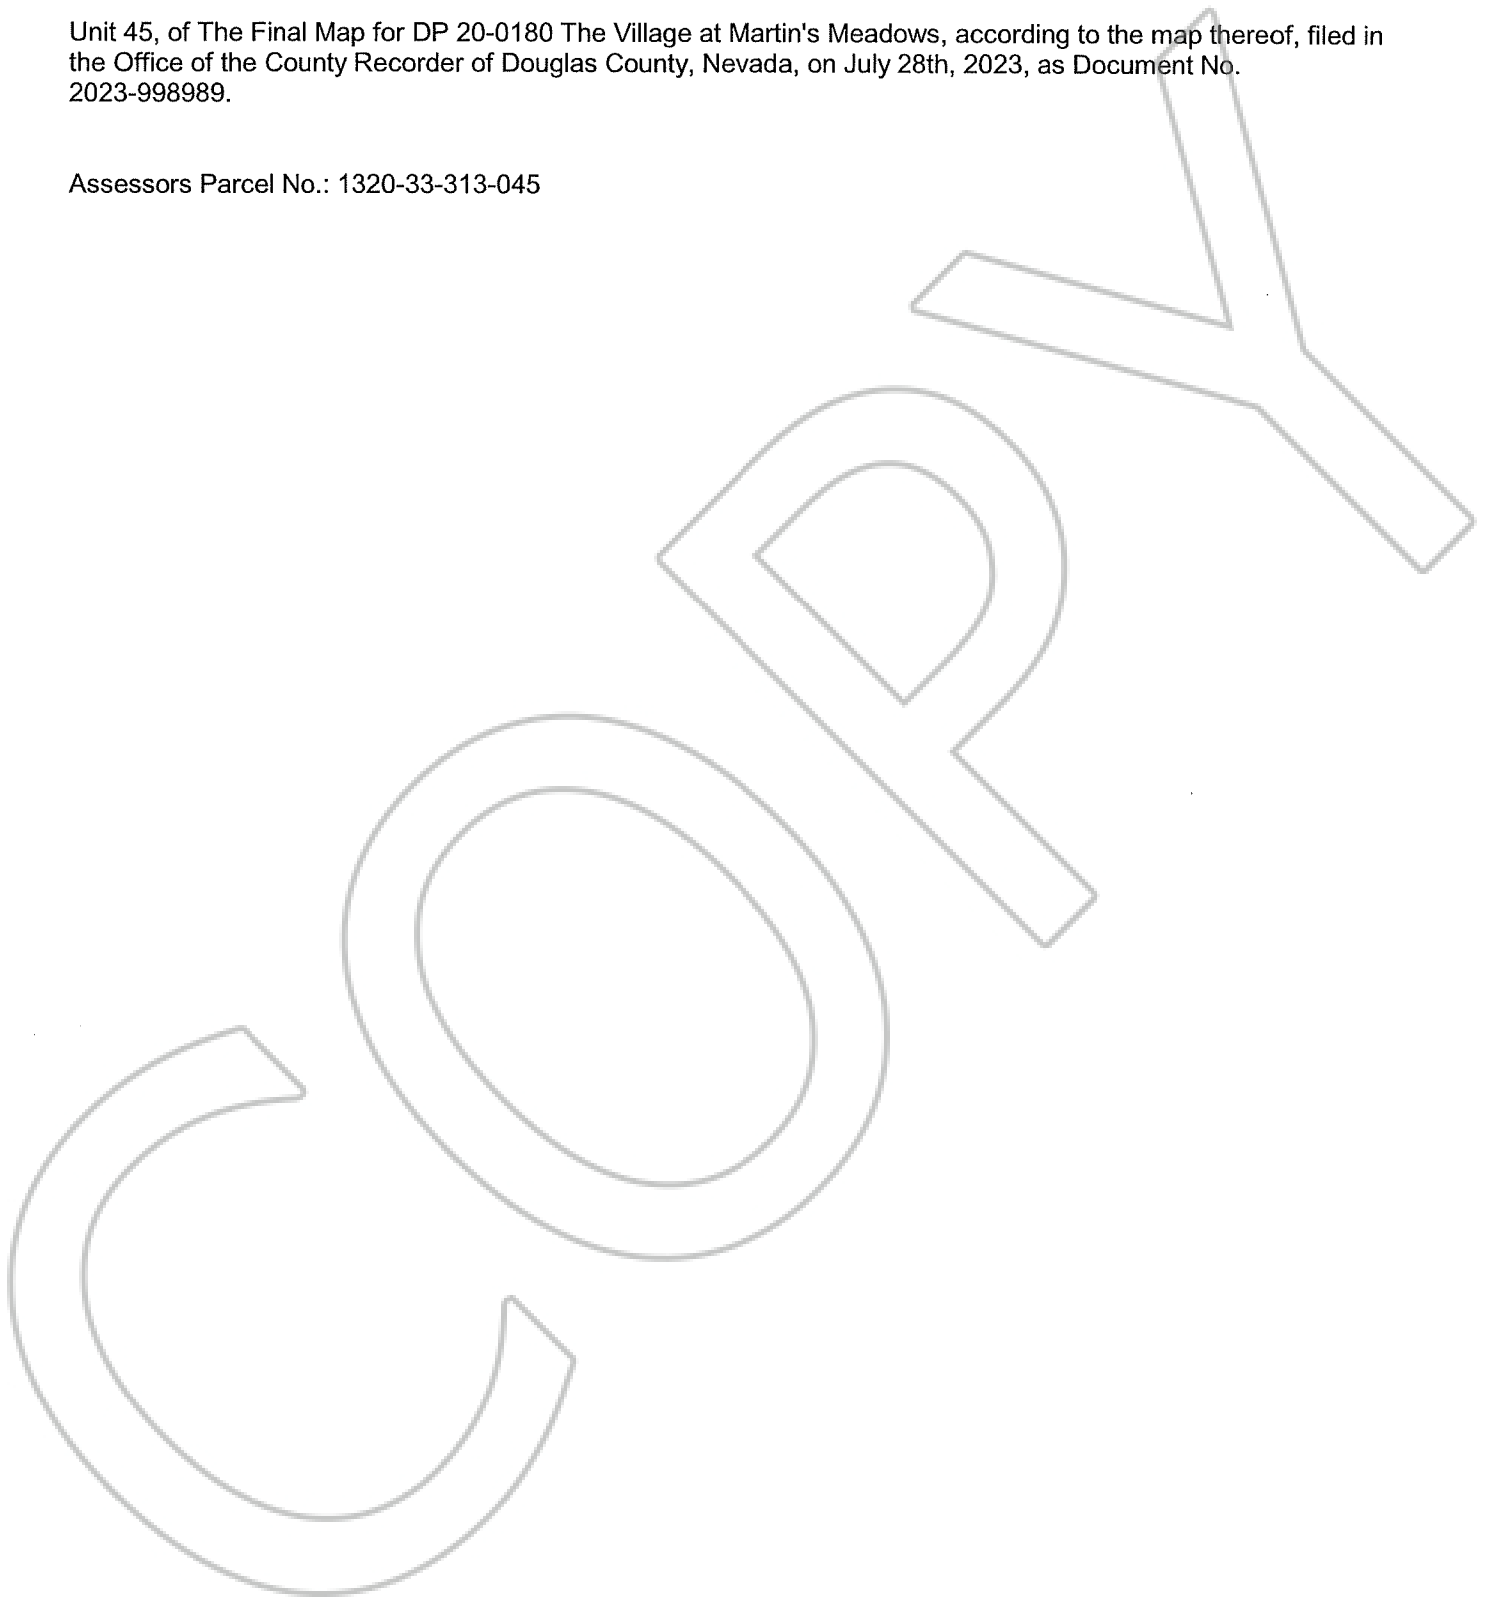 Unit 45, of The Final Map for DP 20-0180 The Village at Martin's Meadows, according to the map thereof, filed in
the Office of the County Recorder of Douglas County, Nevada, on July 28th, 2023, as Document No.
2023-998989.
Assessors Parcel No.: 1320-33-313-045
COPY